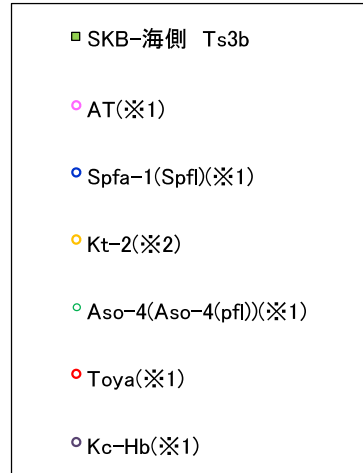 SKB-海側　Ts3b
AT(※1)
Spfa-1(Spfl)(※1)
Kt-2(※2)
Aso-4(Aso-4(pfl))(※1)
Toya(※1)
Kc-Hb(※1)